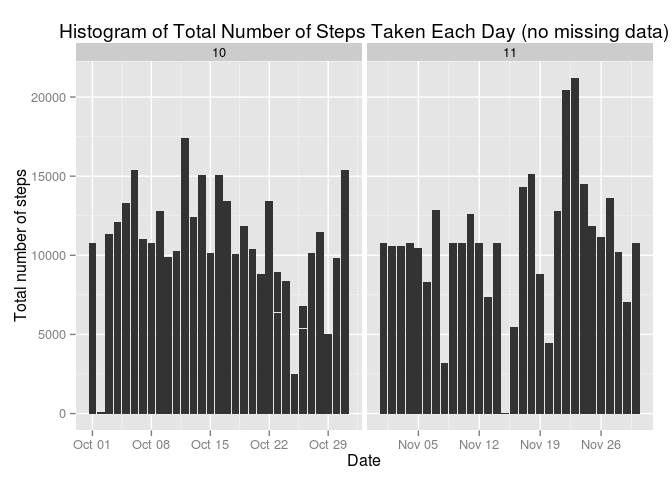 Histogram of Total Number of Steps Taken Each Day (no missing data)
10
11
Total number of steps
20000
15000
10000
5000
0
Oct 01 Oct 08 Oct 15 Oct 22 Oct 29 Nov 05 Nov 12 Nov 19 Nov 26
Date